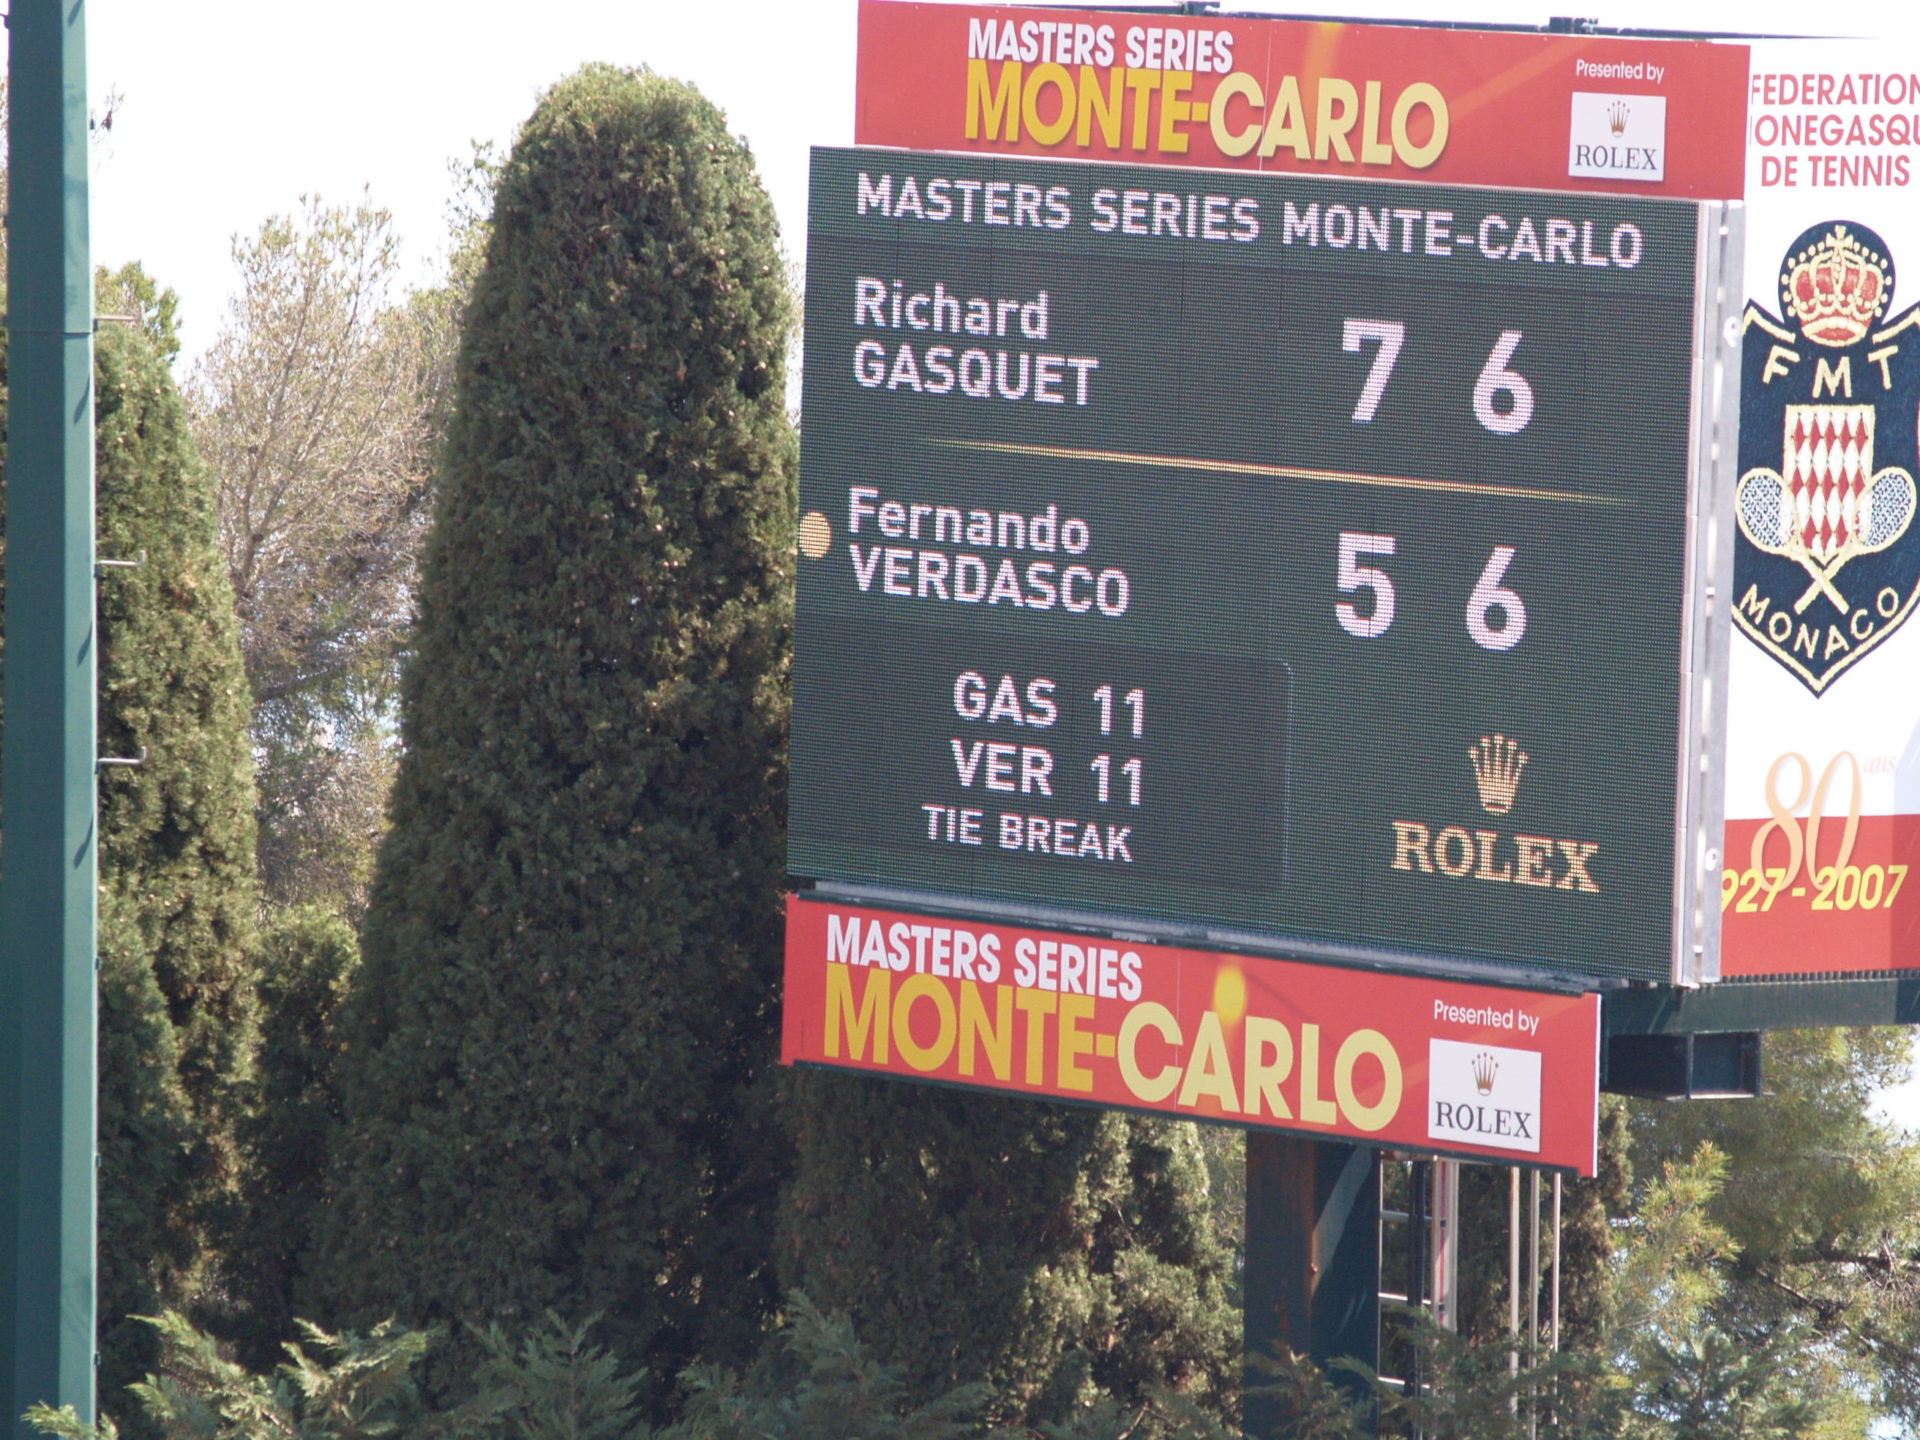 MASTERS SERIES
MONTE-CARLO
Presented by
ROLEX
MASTERS SERIES MONTE-CARLO
Richard
GASQUET 7 6
Fernando
VERDASCO 5 6
GAS 11
VER 11
TIE BREAK
ROLEX
MASTERS SERIES
MONTE-CARLO
Presented by
ROLEX
FEDERATION
ONEGASQU
DE TENNIS
FMT
MONACO
80 ans
927 - 2007